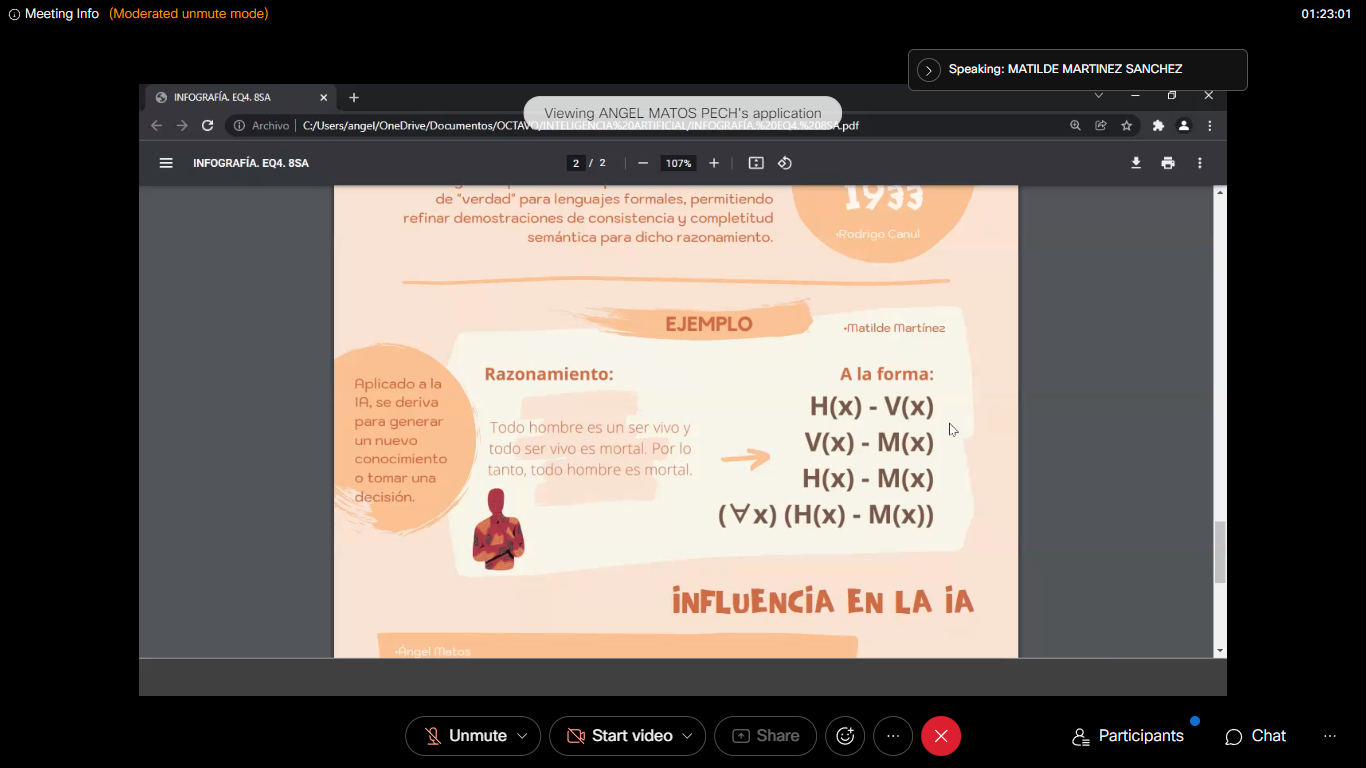 Meeting Info (Moderated unmute mode)
01:23:01
Speaking: MATILDE MARTINEZ SANCHEZ
INFOGRAFÍA. EQ4. 8SA
Viewing ANGEL MATOS PECH's application
Archivo C:/Users/angel/OneDrive/Documentos/OCTAVO/INTELIGENCIA%20ARTIFICIAL/INFOGRAFÍA.%20EQ4.%208SA.pdf
INFOGRAFÍA. EQ4. 8SA
2 / 2
107%
de "verdad" para lenguajes formales, permitiendo
refinar demostraciones de consistencia y completitud
semántica para dicho razonamiento.
1933
•Rodrigo Canul
EJEMPLO
•Matilde Martínez
Aplicado a la
IA, se deriva
para generar
un nuevo
conocimiento
o tomar una
decisión.
Razonamiento:
Todo hombre es un ser vivo y
todo ser vivo es mortal. Por lo
tanto, todo hombre es mortal.
A la forma:
H(x) - V(x)
V(x) - M(x)
H(x) - M(x)
(∀x) (H(x) - M(x))
INFLUENCIA EN LA IA
•Ángel Matos
Unmute
Start video
Share
Participants
Chat